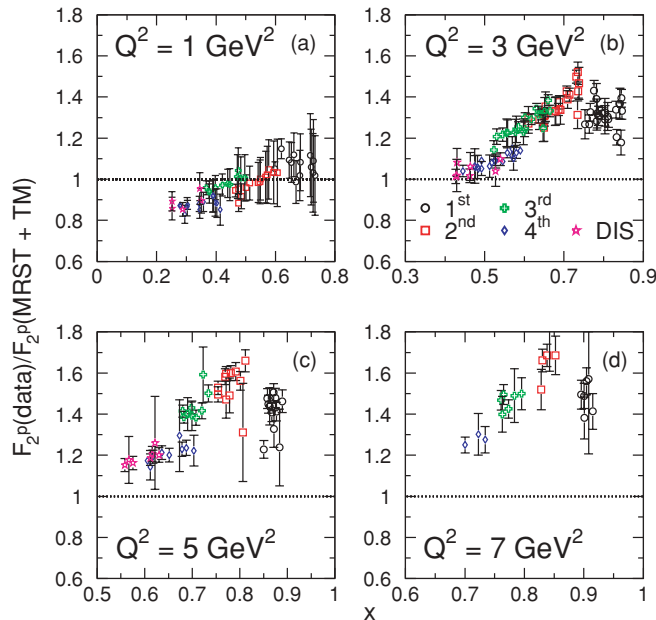 F₂ᵖ(data)/F₂ᵖ(MRST + TM)
1.8
1.6
1.4
1.2
1
0.8
0.6
Q² = 1 GeV² (a)
0 0.2 0.4 0.6 0.8
1.8
1.6
1.4
1.2
1
0.8
0.6
Q² = 3 GeV² (b)
1ˢᵗ 3ʳᵈ
2ⁿᵈ 4ᵗʰ DIS
0.3 0.5 0.7 0.9
1.8
1.6
1.4
1.2
1
0.8
0.6
(c)
Q² = 5 GeV²
0.5 0.6 0.7 0.8 0.9 1
1.8
1.6
1.4
1.2
1
0.8
0.6
(d)
Q² = 7 GeV²
0.6 0.7 0.8 0.9 1
x